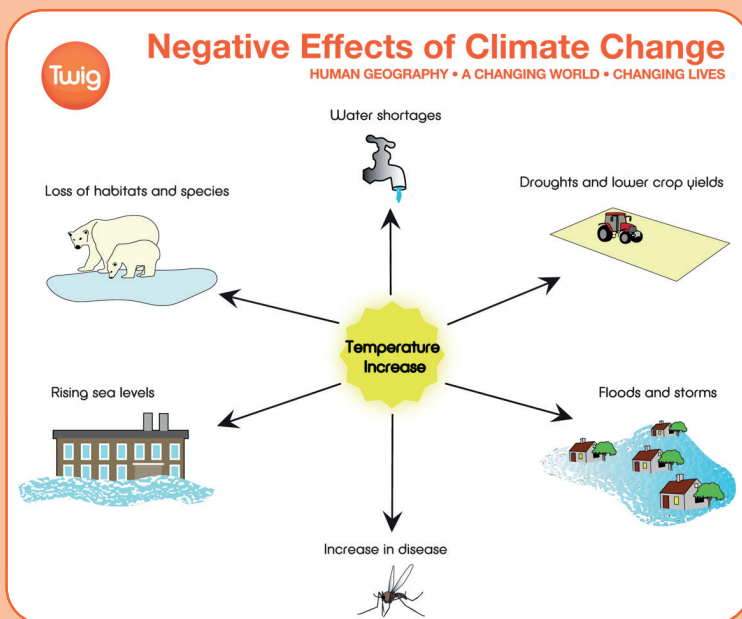 Twig
Negative Effects of Climate Change
HUMAN GEOGRAPHY • A CHANGING WORLD • CHANGING LIVES
Water shortages
Loss of habitats and species
Droughts and lower crop yields
Temperature
Increase
Rising sea levels
Floods and storms
Increase in disease